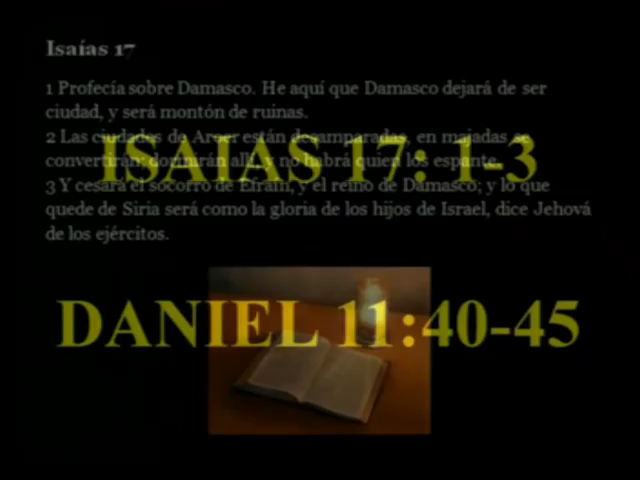 Isaías 17
1 Profecía sobre Damasco. He aquí que Damasco dejará de ser
ciudad, y será montón de ruinas.
2 Las ciudades de Aroer están desamparadas, en majadas se
convertirán; dormirán allí, y no habrá quien los espante.
ISAIAS 17: 1-3
3 Y cesará el socorro de Efraín, y el reino de Damasco; y lo que
quede de Siria será como la gloria de los hijos de Israel, dice Jehová
de los ejércitos.
DANIEL 11:40-45